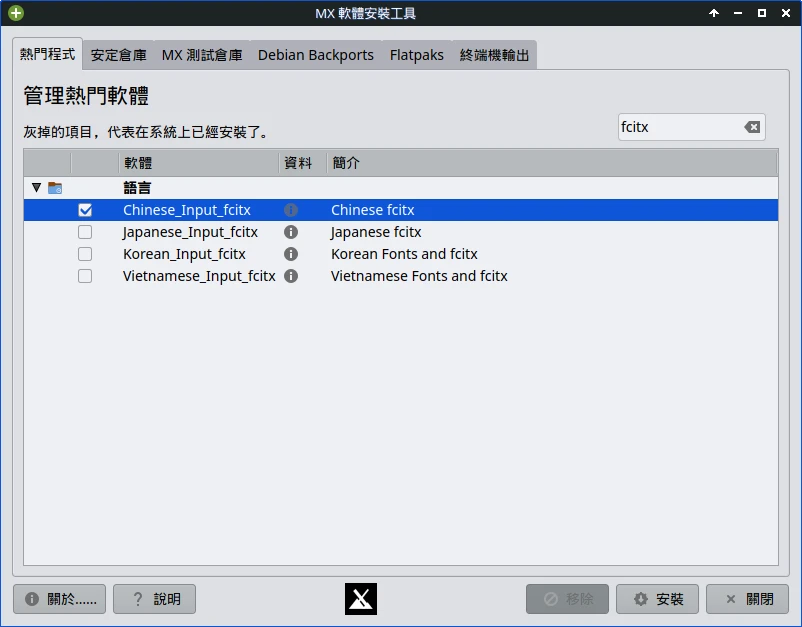 MX 軟體安裝工具
熱門程式 安定倉庫 MX 測試倉庫 Debian Backports Flatpaks 終端機輸出
管理熱門軟體
灰掉的項目，代表在系統上已經安裝了。
fcitx
軟體 資料 簡介
語言
Chinese_Input_fcitx Chinese fcitx
Japanese_Input_fcitx Japanese fcitx
Korean_Input_fcitx Korean Fonts and fcitx
Vietnamese_Input_fcitx Vietnamese Fonts and fcitx
關於...... 說明 移除 安裝 關閉